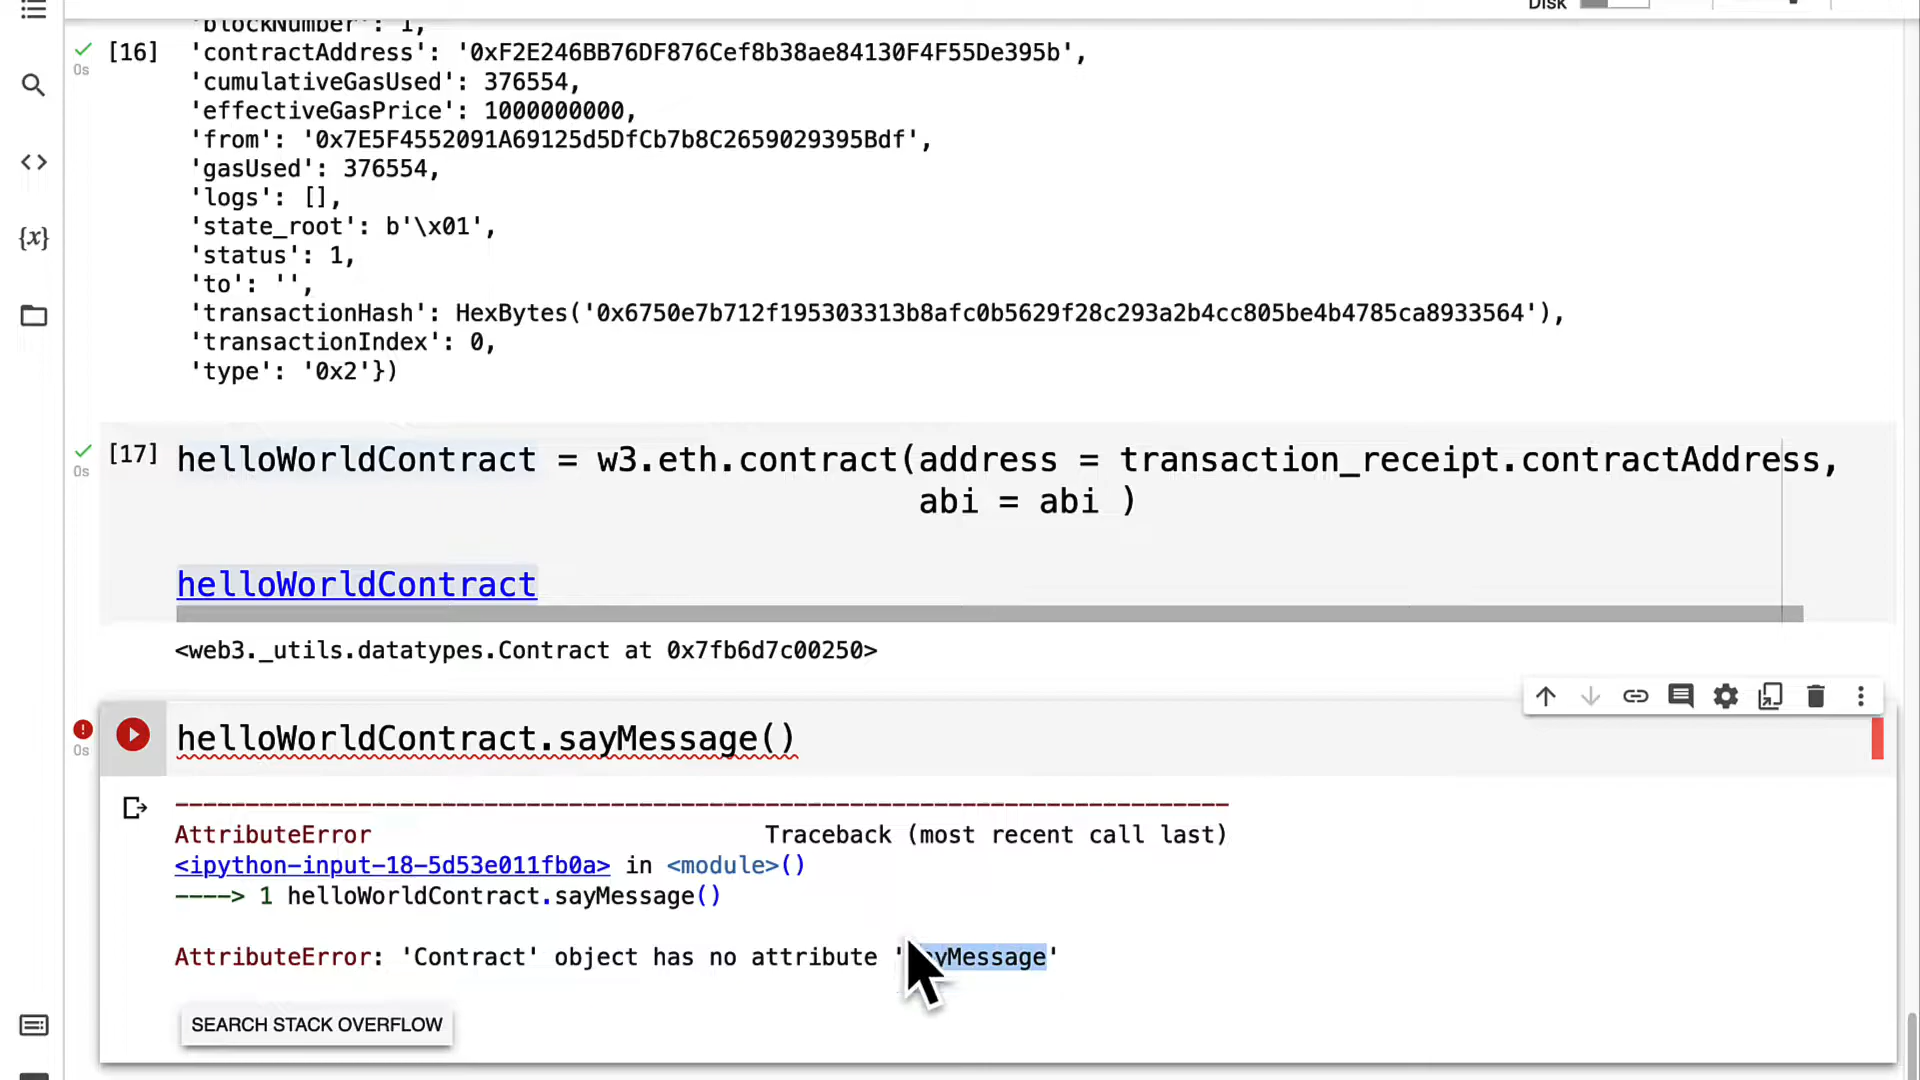 Disk
'blockNumber': 1,
[16] 'contractAddress': '0xF2E246BB76DF876Cef8b38ae84130F4F55De395b',
0s
'cumulativeGasUsed': 376554,
'effectiveGasPrice': 1000000000,
'from': '0x7E5F4552091A69125d5DfCb7b8C2659029395Bdf',
'gasUsed': 376554,
'logs': [],
{x}
'state_root': b'\x01',
'status': 1,
'to': '',
'transactionHash': HexBytes('0x6750e7b712f195303313b8afc0b5629f28c293a2b4cc805be4b4785ca8933564'),
'transactionIndex': 0,
'type': '0x2'})
[17] helloWorldContract = w3.eth.contract(address = transaction_receipt.contractAddress,
0s
abi = abi )
helloWorldContract
<web3._utils.datatypes.Contract at 0x7fb6d7c00250>
helloWorldContract.sayMessage()
0s
---------------------------------------------------------------------------
AttributeError Traceback (most recent call last)
<ipython-input-18-5d53e011fb0a> in <module>()
----> 1 helloWorldContract.sayMessage()
AttributeError: 'Contract' object has no attribute 'sayMessage'
SEARCH STACK OVERFLOW